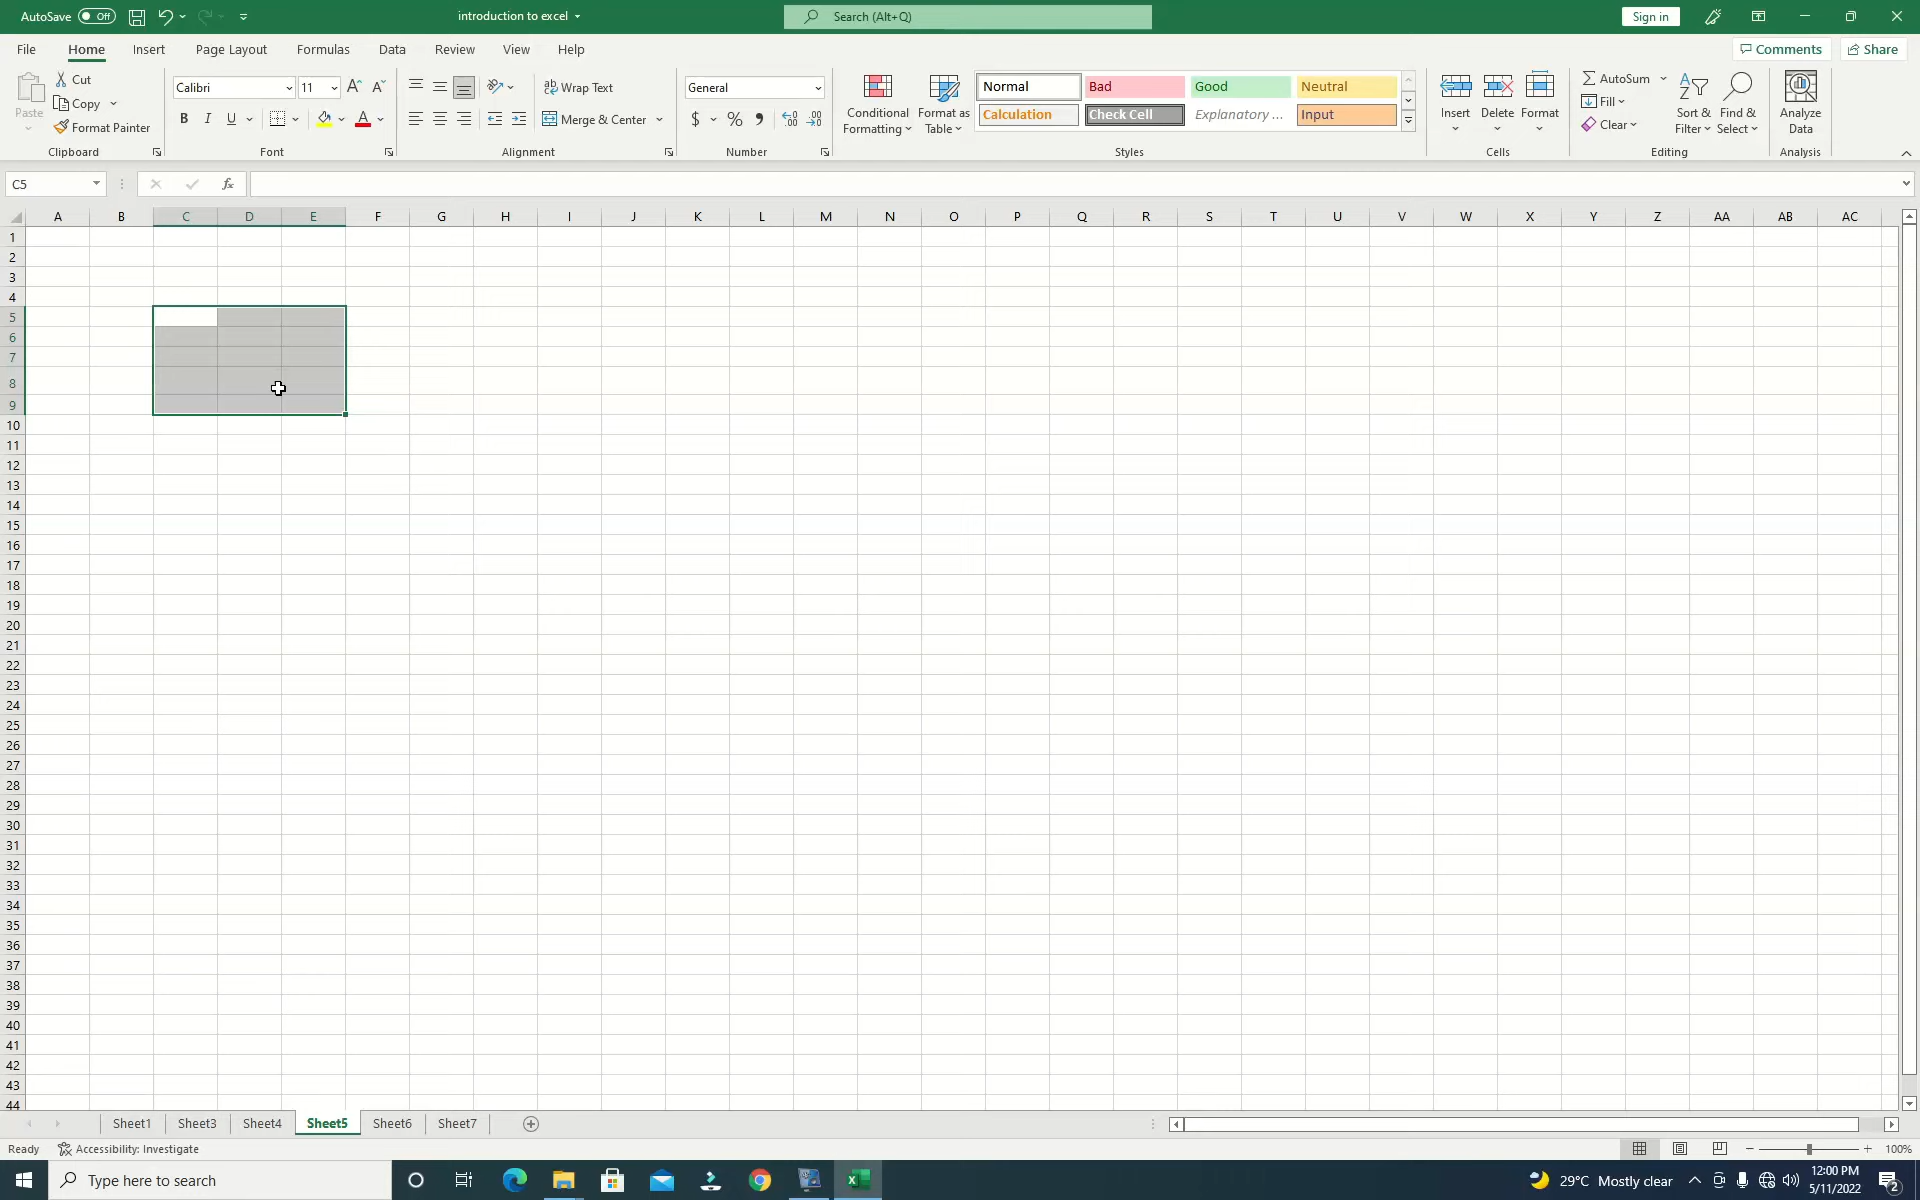 AutoSave Off introduction to excel Search (Alt+Q) Sign in
File Home Insert Page Layout Formulas Data Review View Help Comments Share
Paste Cut Copy Format Painter Clipboard
Calibri 11 A A B I U A Font
Wrap Text Merge & Center Alignment
General $ % Number
Conditional Formatting Format as Table
Normal Bad Good Neutral
Calculation Check Cell Explanatory ... Input
Styles
Insert Delete Format Cells
AutoSum Fill Clear Sort & Filter Find & Select Editing
Analyze Data Analysis
C5 fx
A B C D E F G H I J K L M N O P Q R S T U V W X Y Z AA AB AC
1
2
3
4
5
6
7
8
9
10
11
12
13
14
15
16
17
18
19
20
21
22
23
24
25
26
27
28
29
30
31
32
33
34
35
36
37
38
39
40
41
42
43
44
Sheet1 Sheet3 Sheet4 Sheet5 Sheet6 Sheet7
Ready Accessibility: Investigate 100%
Type here to search 29°C Mostly clear 12:00 PM
5/11/2022 2